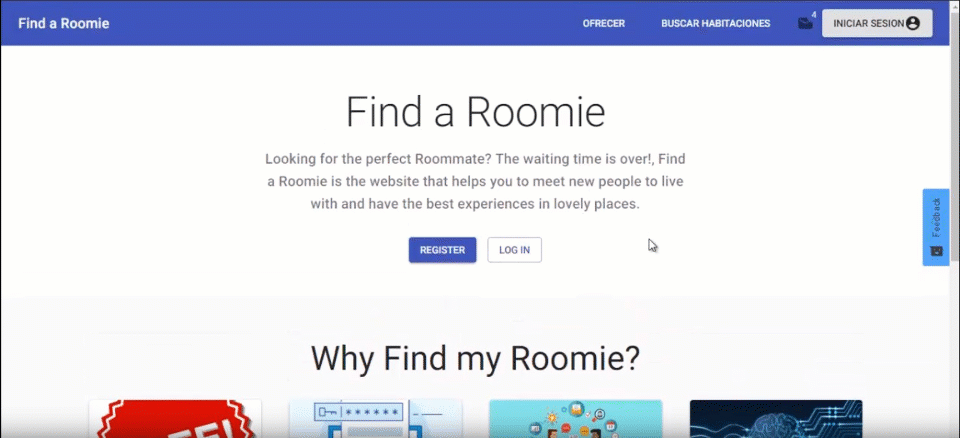 Find a Roomie
OFRECER
BUSCAR HABITACIONES
4
INICIAR SESION
Find a Roomie
Looking for the perfect Roommate? The waiting time is over!, Find
a Roomie is the website that helps you to meet new people to live
with and have the best experiences in lovely places.
REGISTER
LOG IN
Feedback
Why Find my Roomie?
******